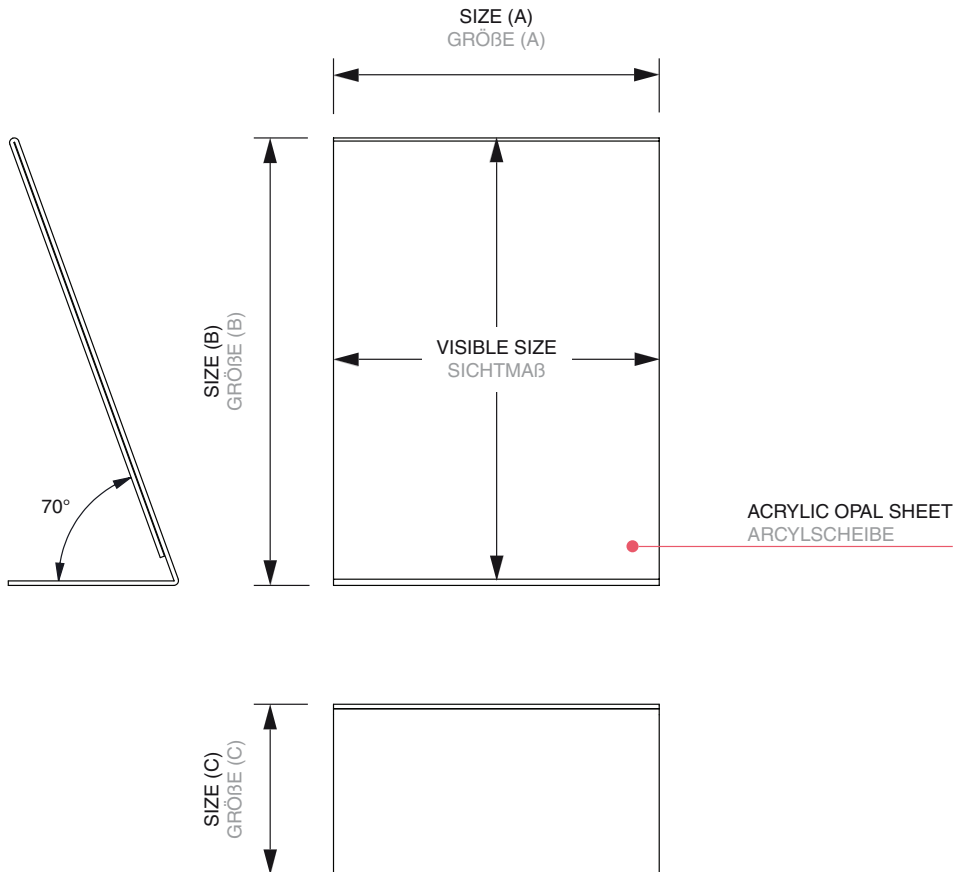 SIZE (A)
GRÖßE (A)
SIZE (B)
GRÖßE (B)
VISIBLE SIZE
SICHTMAß
70°
ACRYLIC OPAL SHEET
ARCYLSCHEIBE
SIZE (C)
GRÖßE (C)